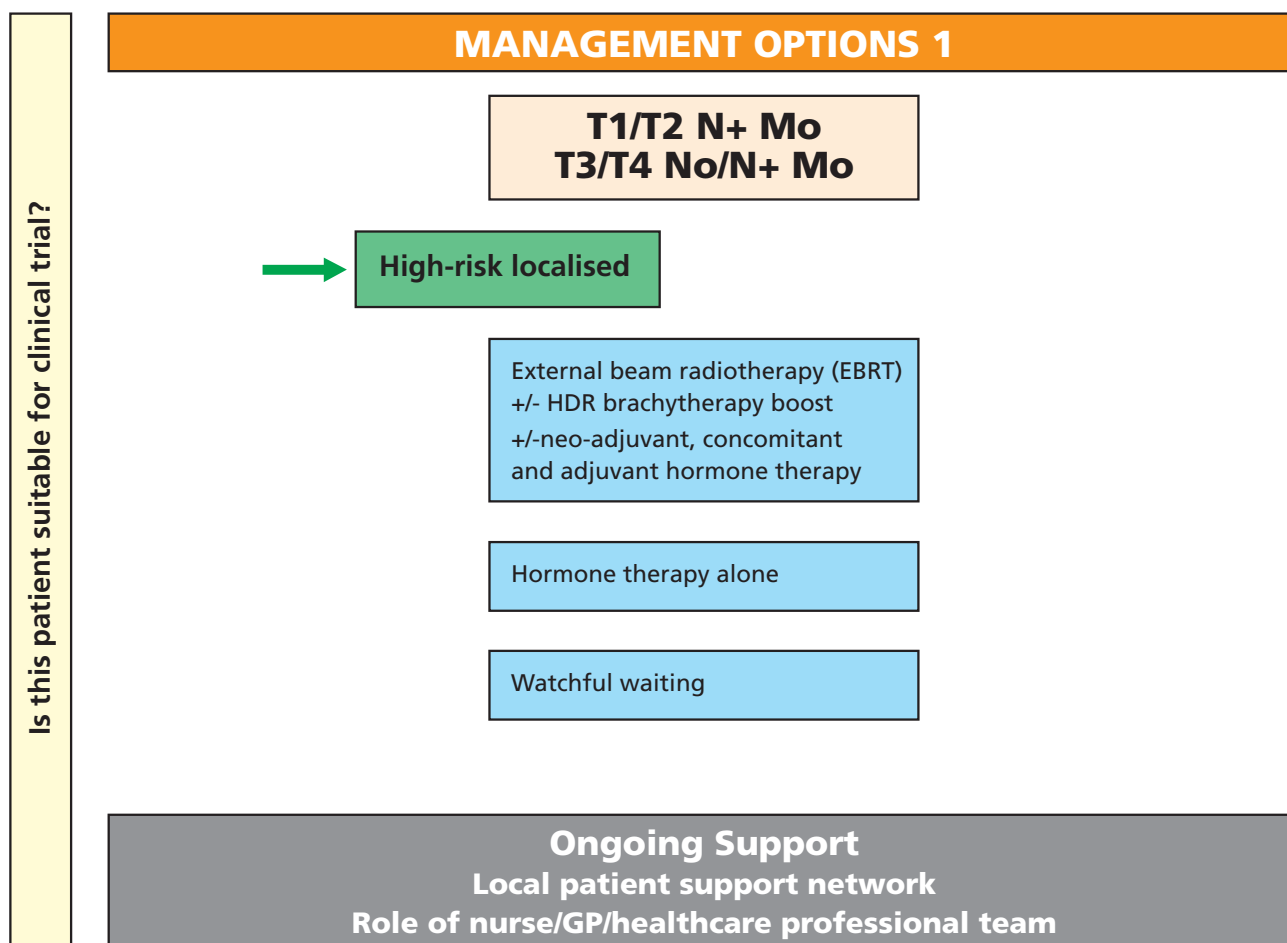 Is this patient suitable for clinical trial?
MANAGEMENT OPTIONS 1
T1/T2 N+ Mo
T3/T4 No/N+ Mo
High-risk localised
External beam radiotherapy (EBRT)
+/- HDR brachytherapy boost
+/-neo-adjuvant, concomitant
and adjuvant hormone therapy
Hormone therapy alone
Watchful waiting
Ongoing Support
Local patient support network
Role of nurse/GP/healthcare professional team